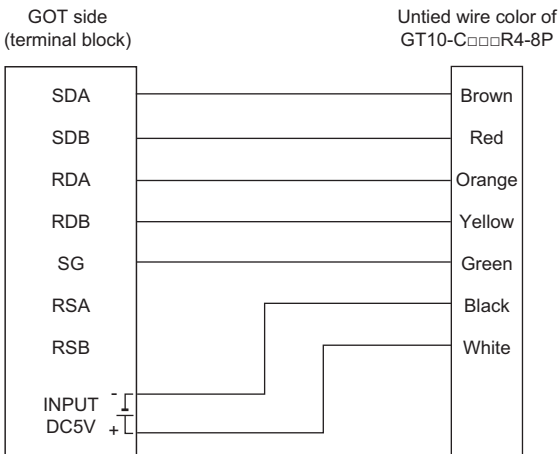 GOT side
(terminal block)
Untied wire color of
GT10-C□□□R4-8P
SDA
Brown
SDB
Red
RDA
Orange
RDB
Yellow
SG
Green
RSA
Black
RSB
White
INPUT -
DC5V +